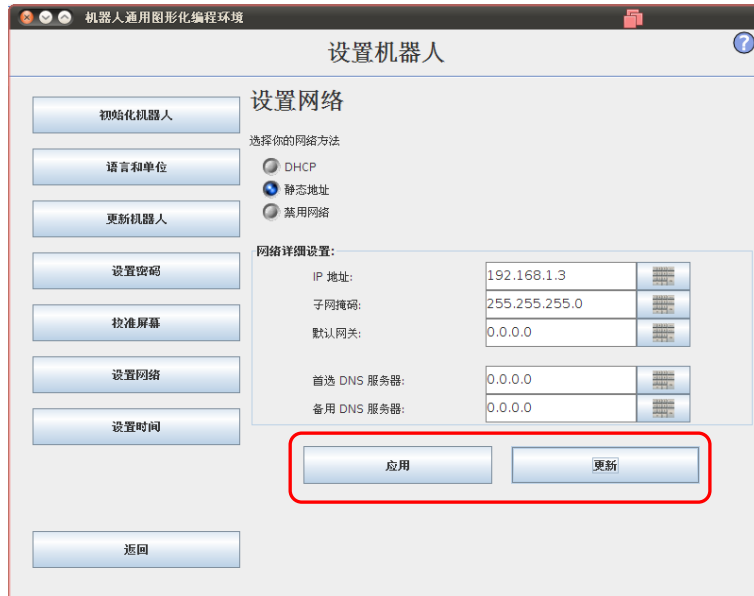 机器人通用图形化编程环境
设置机器人
?
初始化机器人
语言和单位
更新机器人
设置密码
校准屏幕
设置网络
设置时间
返回
设置网络
选择你的网络方法
DHCP
静态地址
禁用网络
网络详细设置:
IP 地址: 192.168.1.3
子网掩码: 255.255.255.0
默认网关: 0.0.0.0
首选 DNS 服务器: 0.0.0.0
备用 DNS 服务器: 0.0.0.0
应用 更新